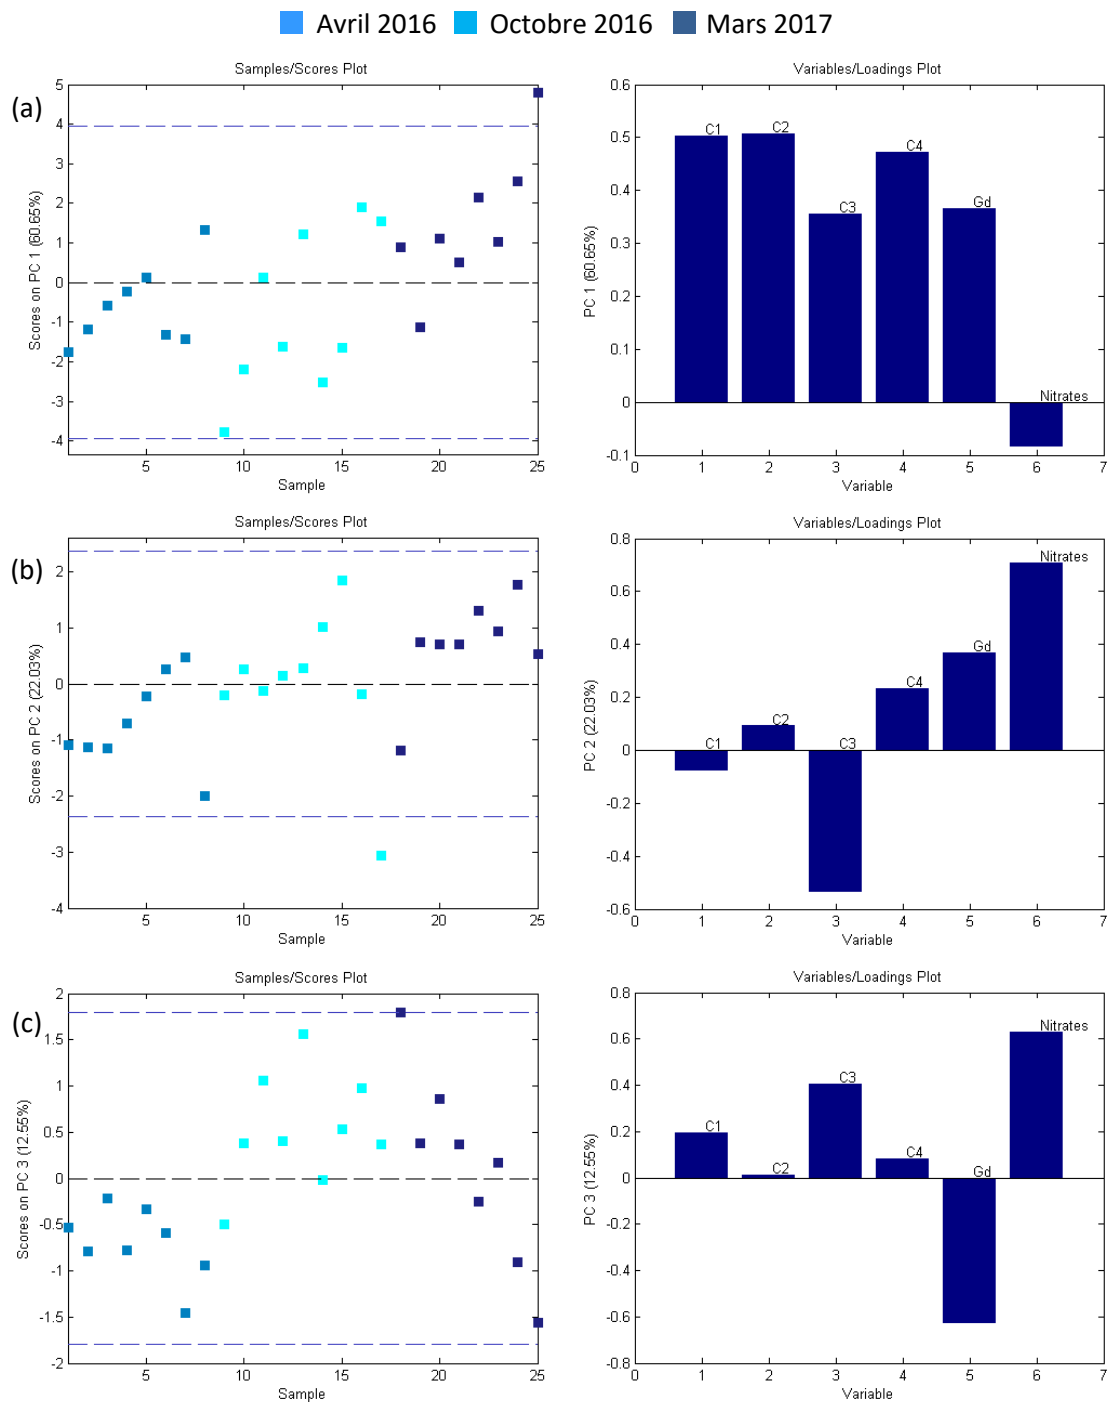 Avril 2016 Octobre 2016 Mars 2017
(a)
Samples/Scores Plot
Scores on PC 1 (60.65%)
5
4
3
2
1
0
-1
-2
-3
-4
5 10 15 20 25
Sample
Variables/Loadings Plot
PC 1 (60.65%)
0.6
0.5
0.4
0.3
0.2
0.1
0
-0.1
C1 C2 C3 C4 Gd Nitrates
0 1 2 3 4 5 6 7
Variable
(b)
Samples/Scores Plot
Scores on PC 2 (22.03%)
2
1
0
-1
-2
-3
-4
5 10 15 20 25
Sample
Variables/Loadings Plot
PC 2 (22.03%)
0.8
0.6
0.4
0.2
0
-0.2
-0.4
-0.6
C1 C2 C3 C4 Gd Nitrates
0 1 2 3 4 5 6 7
Variable
(c)
Samples/Scores Plot
Scores on PC 3 (12.55%)
2
1.5
1
0.5
0
-0.5
-1
-1.5
-2
5 10 15 20 25
Sample
Variables/Loadings Plot
PC 3 (12.55%)
0.8
0.6
0.4
0.2
0
-0.2
-0.4
-0.6
-0.8
C1 C2 C3 C4 Gd Nitrates
0 1 2 3 4 5 6 7
Variable